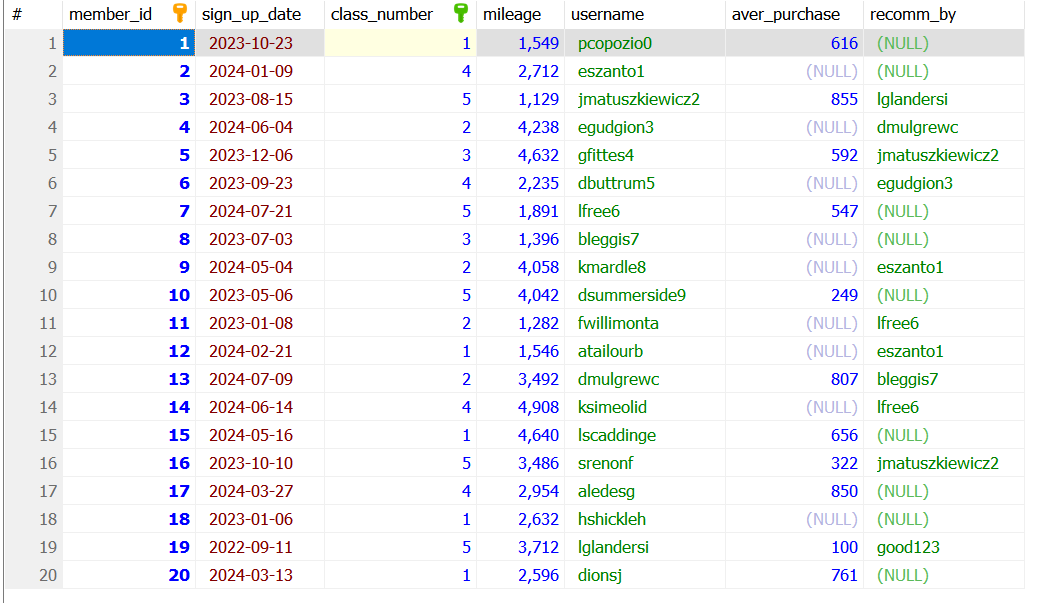 # member_id sign_up_date class_number mileage username aver_purchase recomm_by
1 1 2023-10-23 1 1,549 pcopozio0 616 (NULL)
2 2 2024-01-09 4 2,712 eszanto1 (NULL) (NULL)
3 3 2023-08-15 5 1,129 jmatuszkiewicz2 855 lglandersi
4 4 2024-06-04 2 4,238 egudgion3 (NULL) dmulgrewc
5 5 2023-12-06 3 4,632 gfittes4 592 jmatuszkiewicz2
6 6 2023-09-23 4 2,235 dbuttrum5 (NULL) egudgion3
7 7 2024-07-21 5 1,891 lfree6 547 (NULL)
8 8 2023-07-03 3 1,396 bleggis7 (NULL) (NULL)
9 9 2024-05-04 2 4,058 kmardle8 (NULL) eszanto1
10 10 2023-05-06 5 4,042 dsummerside9 249 (NULL)
11 11 2023-01-08 2 1,282 fwillimonta (NULL) lfree6
12 12 2024-02-21 1 1,546 atailourb (NULL) eszanto1
13 13 2024-07-09 2 3,492 dmulgrewc 807 bleggis7
14 14 2024-06-14 4 4,908 ksimeolid (NULL) lfree6
15 15 2024-05-16 1 4,640 lscaddinge 656 (NULL)
16 16 2023-10-10 5 3,486 srenonf 322 jmatuszkiewicz2
17 17 2024-03-27 4 2,954 aledesg 850 (NULL)
18 18 2023-01-06 1 2,632 hshickleh (NULL) (NULL)
19 19 2022-09-11 5 3,712 lglandersi 100 good123
20 20 2024-03-13 1 2,596 dionsj 761 (NULL)